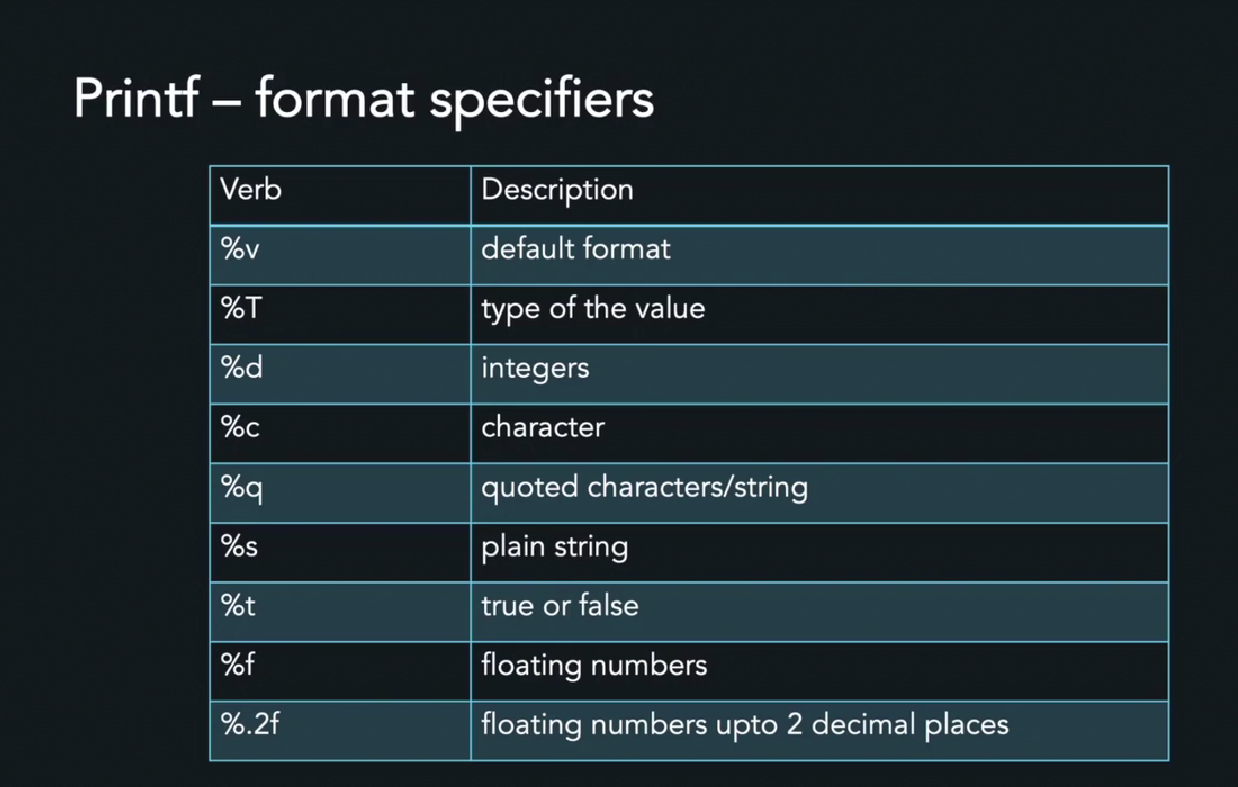 Printf – format specifiers
Verb Description
%v default format
%T type of the value
%d integers
%c character
%q quoted characters/string
%s plain string
%t true or false
%f floating numbers
%.2f floating numbers upto 2 decimal places